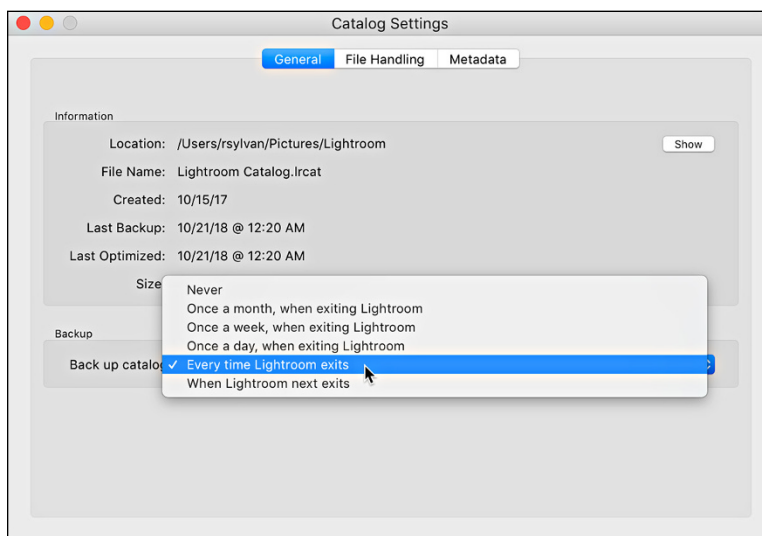 Catalog Settings
General File Handling Metadata
Information
Location: /Users/rsylvan/Pictures/Lightroom Show
File Name: Lightroom Catalog.lrcat
Created: 10/15/17
Last Backup: 10/21/18 @ 12:20 AM
Last Optimized: 10/21/18 @ 12:20 AM
Size
Never
Once a month, when exiting Lightroom
Once a week, when exiting Lightroom
Backup
Once a day, when exiting Lightroom
Back up catalog ✓ Every time Lightroom exits
When Lightroom next exits